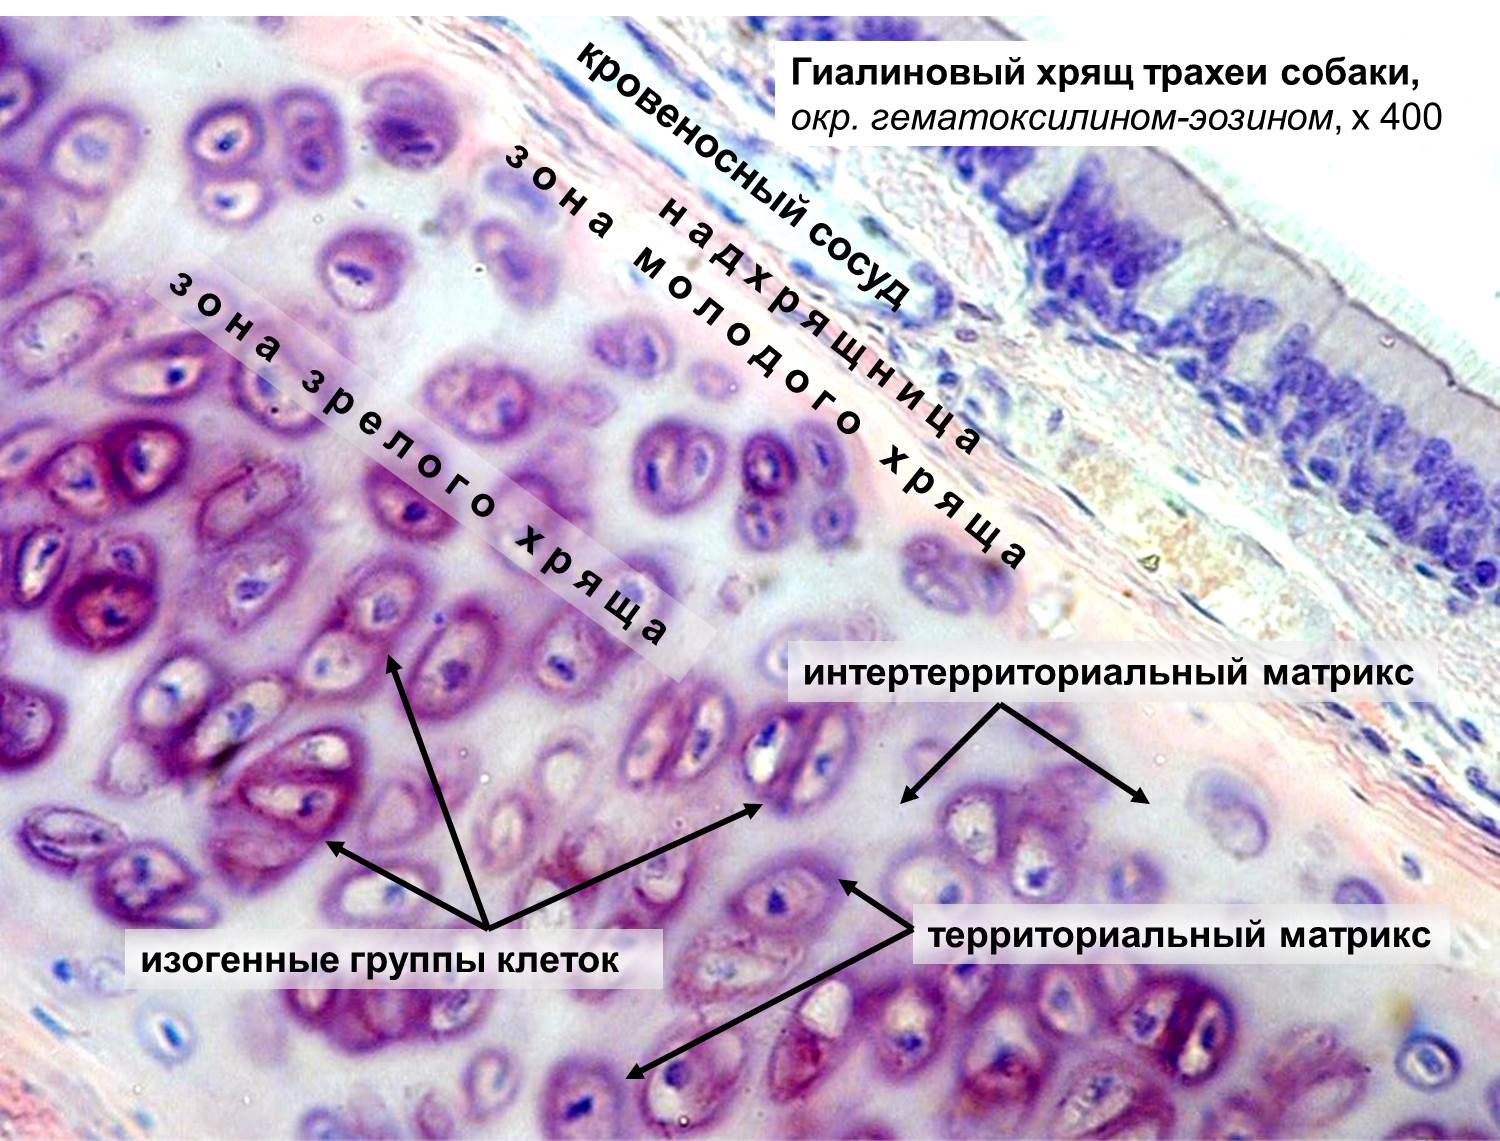 Гиалиновый хрящ трахеи собаки,
окр. гематоксилином-эозином, х 400
кровеносный сосуд
надхрящница
зона молодого хряща
зона зрелого хряща
интертерриториальный матрикс
территориальный матрикс
изогенные группы клеток